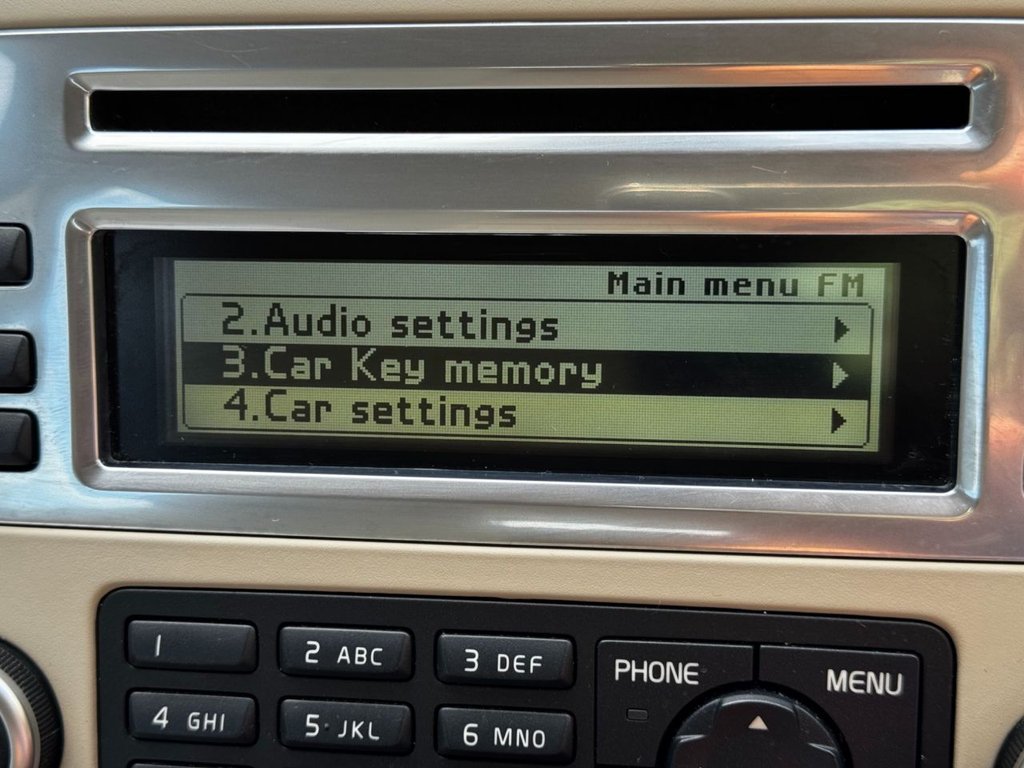 Main menu FM
2.Audio settings
3.Car Key memory
4.Car settings
1
2 ABC
3 DEF
PHONE
MENU
4 GHI
5 JKL
6 MNO